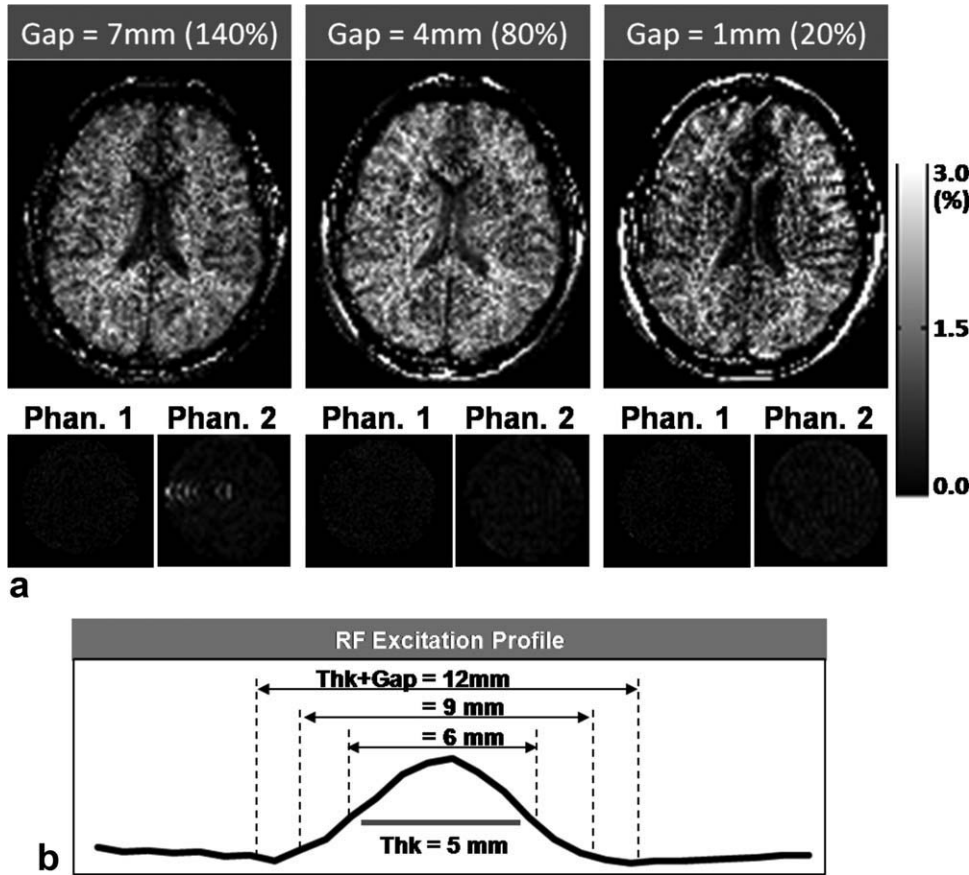 Gap = 7mm (140%) Gap = 4mm (80%) Gap = 1mm (20%)
3.0
(%)
1.5
0.0
Phan. 1 Phan. 2 Phan. 1 Phan. 2 Phan. 1 Phan. 2
a
RF Excitation Profile
Thk+Gap = 12mm
= 9 mm
= 6 mm
Thk = 5 mm
b